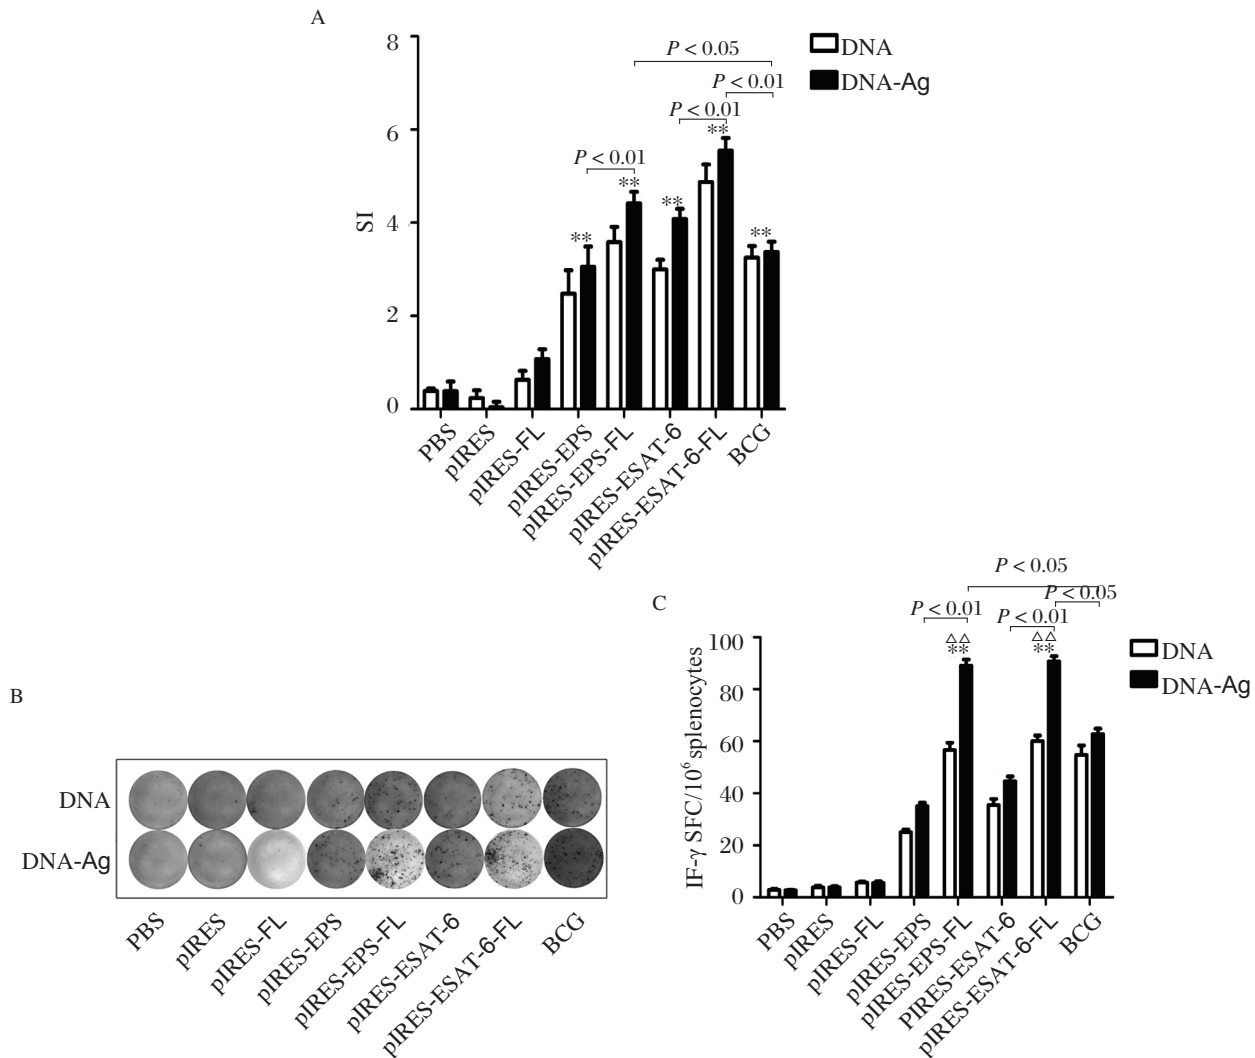 A
8
6
4
2
0
SI
P < 0.05
P < 0.01
P < 0.01
P < 0.01
**
**
**
**
**
DNA
DNA-Ag
PBS
pIRES
pIRES-FL
pIRES-EPS
pIRES-EPS-FL
pIRES-ESAT-6
pIRES-ESAT-6-FL
BCG
B
DNA
DNA-Ag
PBS
pIRES
pIRES-FL
pIRES-EPS
pIRES-EPS-FL
pIRES-ESAT-6
pIRES-ESAT-6-FL
BCG
C
P < 0.05
P < 0.05
P < 0.01
P < 0.01
△△
**
△△
**
100
80
60
40
20
0
IF-γ SFC/10⁶ splenocytes
DNA
DNA-Ag
PBS
pIRES
pIRES-FL
pIRES-EPS
pIRES-EPS-FL
PIRES-ESAT-6
pIRES-ESAT-6-FL
BCG